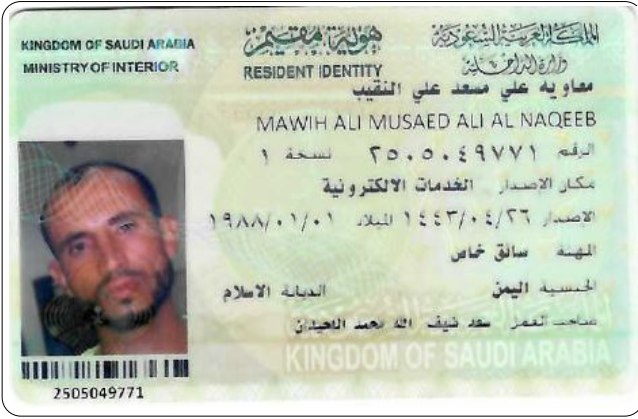 KINGDOM OF SAUDI ARABIA
MINISTRY OF INTERIOR
هوية مقيم
RESIDENT IDENTITY
المملكة العربية السعودية
وزارة الداخلية
معاويه علي مسعد علي النقيب
MAWIH ALI MUSAED ALI AL NAQEEB
الرقم ٢٥٠٥٠٤٩٧٧١ نسخة ١
مكان الإصدار الخدمات الالكترونية
الإصدار ١٤٤٣/٠٤/٢٦ الميلاد ١٩٨٨/٠١/٠١
المهنة سائق خاص
الجنسية اليمن الديانة الاسلام
صاحب العمل سعد نيف الله محمد
KINGDOM OF SAUDI ARABIA
2505049771